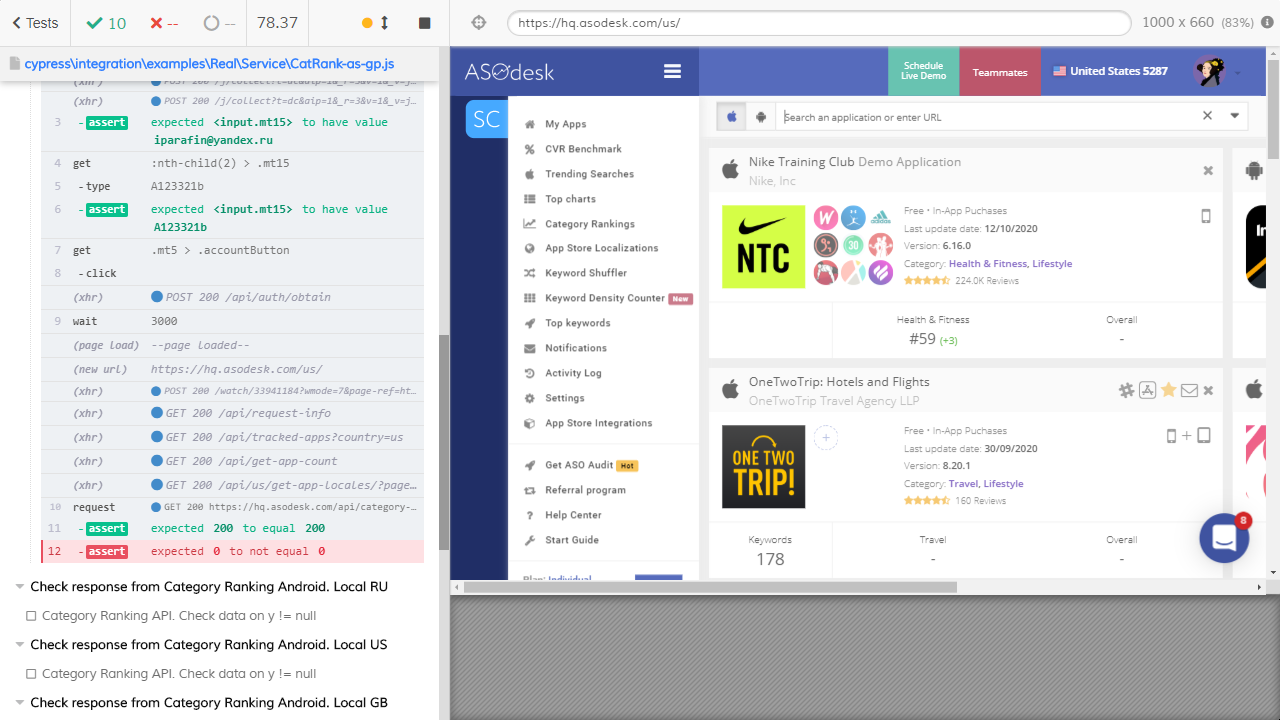 Tests 10 -- -- 78.37
https://hq.asodesk.com/us/ 1000 x 660 (83%)
cypress\integration\examples\Real\Service\CatRank-as-gp.js
(xhr) POST 200 /j/collect?t=dc&aip=1&_r=3&v=1&_v=j…
3 -assert expected <input.mt15> to have value
iparafin@yandex.ru
4 get :nth-child(2) > .mt15
5 -type A123321b
6 -assert expected <input.mt15> to have value
A123321b
7 get .mt5 > .accountButton
8 -click
(xhr) POST 200 /api/auth/obtain
9 wait 3000
(page load) --page loaded--
(new url) https://hq.asodesk.com/us/
(xhr) POST 200 /watch/33941184?wmode=7&page-ref=ht…
(xhr) GET 200 /api/request-info
(xhr) GET 200 /api/tracked-apps?country=us
(xhr) GET 200 /api/get-app-count
(xhr) GET 200 /api/us/get-app-locales/?page…
10 request GET 200 https://hq.asodesk.com/api/category-…
11 -assert expected 200 to equal 200
12 -assert expected 0 to not equal 0
Check response from Category Ranking Android. Local RU
Category Ranking API. Check data on y != null
Check response from Category Ranking Android. Local US
Category Ranking API. Check data on y != null
Check response from Category Ranking Android. Local GB
ASOdesk
Schedule
Live Demo
Teammates
United States 5287
SC
My Apps
CVR Benchmark
Trending Searches
Top charts
Category Rankings
App Store Localizations
Keyword Shuffler
Keyword Density Counter New
Top keywords
Notifications
Activity Log
Settings
App Store Integrations
Get ASO Audit Hot
Referral program
Help Center
Start Guide
Plan: Individual
Search an application or enter URL
Nike Training Club Demo Application
Nike, Inc
NTC
W
30
adidas
Free • In-App Puchases
Last update date: 12/10/2020
Version: 6.16.0
Category: Health & Fitness, Lifestyle
224.0K Reviews
Health & Fitness Overall
#59 (+3) -
OneTwoTrip: Hotels and Flights
OneTwoTrip Travel Agency LLP
ONE TWO
TRIP!
Free • In-App Puchases
Last update date: 30/09/2020
Version: 8.20.1
Category: Travel, Lifestyle
160 Reviews
Keywords Travel Overall
178 - -
8